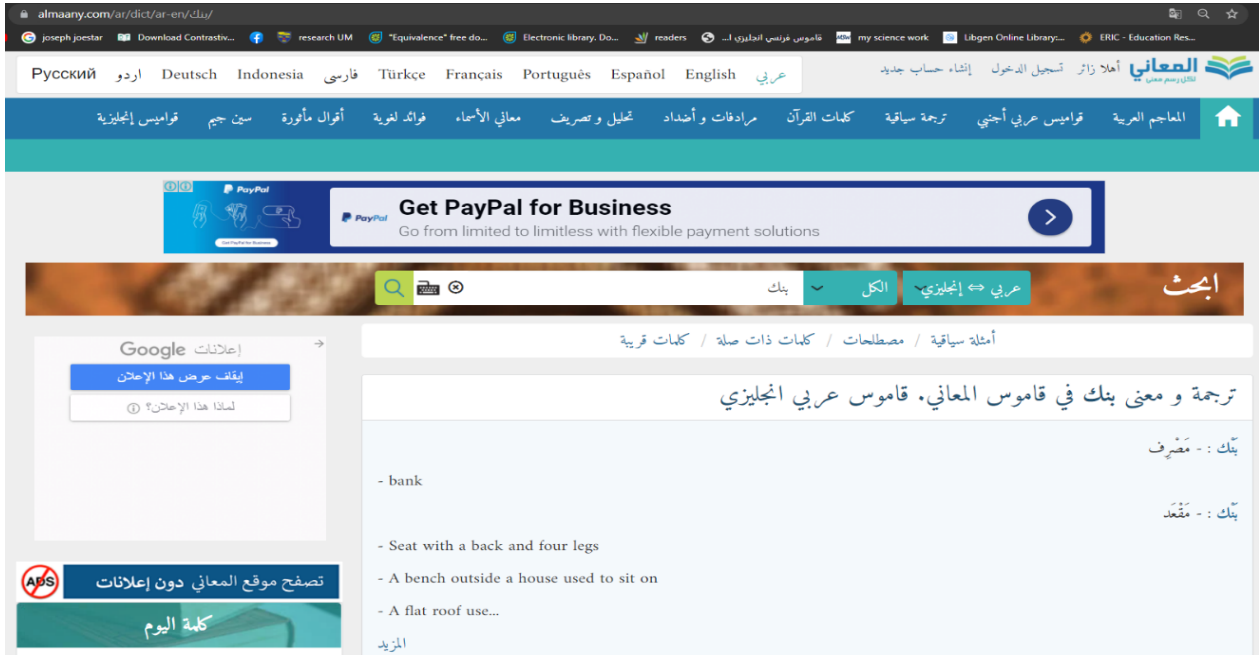 almaany.com/ar/dict/ar-en/بنك/
joseph joestar Download Contrastiv... research UM "Equivalence" free do... Electronic library. Do... readers قاموس فرنسي انجليزي ا... my science work Libgen Online Library:... ERIC - Education Res...
المعاني لكل رسم معنى أهلا زائر تسجيل الدخول إنشاء حساب جديد
عربي English Español Português Français Türkçe فارسی Indonesia Deutsch اردو Русский
المعاجم العربية قواميس عربي أجنبي ترجمة سياقية كلمات القرآن مرادفات و أضداد تحليل و تصريف معاني الأسماء فوائد لغوية أقوال مأثورة سين جيم قواميس إنجليزية
PayPal
Get PayPal for Business
PayPal Get PayPal for Business
Go from limited to limitless with flexible payment solutions
ابحث عربي ⇔ إنجليزي الكل بنك
أمثلة سياقية / مصطلحات / كلمات ذات صلة / كلمات قريبة
إعلانات Google
إيقاف عرض هذا الإعلان
لماذا هذا الإعلان؟
ترجمة و معنى بنك في قاموس المعاني. قاموس عربي انجليزي
بَنْك : - مَصْرِف
- bank
بَنْك : - مَقْعَد
- Seat with a back and four legs
- A bench outside a house used to sit on
- A flat roof use...
المزيد
ADS تصفح موقع المعاني دون إعلانات
كلمة اليوم